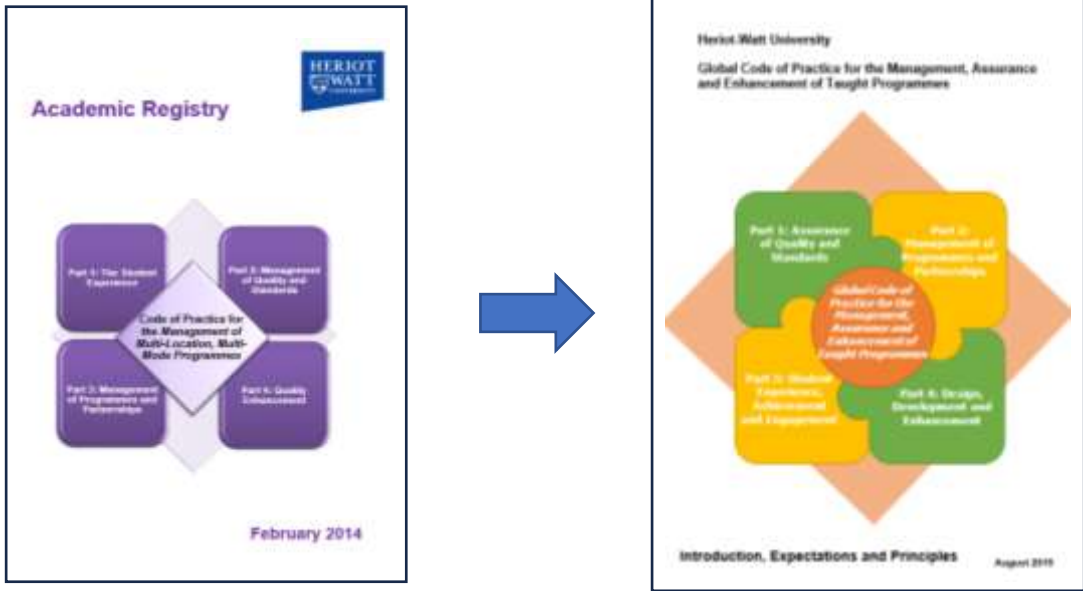 HERIOT
WATT
UNIVERSITY
Academic Registry
Part 1: The Student
Experience
Part 2: Management
of Quality and
Standards
Code of Practice for
the Management of
Multi-Location, Multi-
Mode Programmes
Part 3: Management
of Programmes and
Partnerships
Part 4: Quality
Enhancement
February 2014
Heriot-Watt University
Global Code of Practice for the Management, Assurance
and Enhancement of Taught Programmes
Part 1: Assurance
of Quality and
Standards
Part 2:
Management of
Programmes and
Partnerships
Global Code of
Practice for the
Management,
Assurance and
Enhancement of
Taught Programmes
Part 3: Student
Experience,
Achievement
and Engagement
Part 4: Design,
Development and
Enhancement
Introduction, Expectations and Principles
August